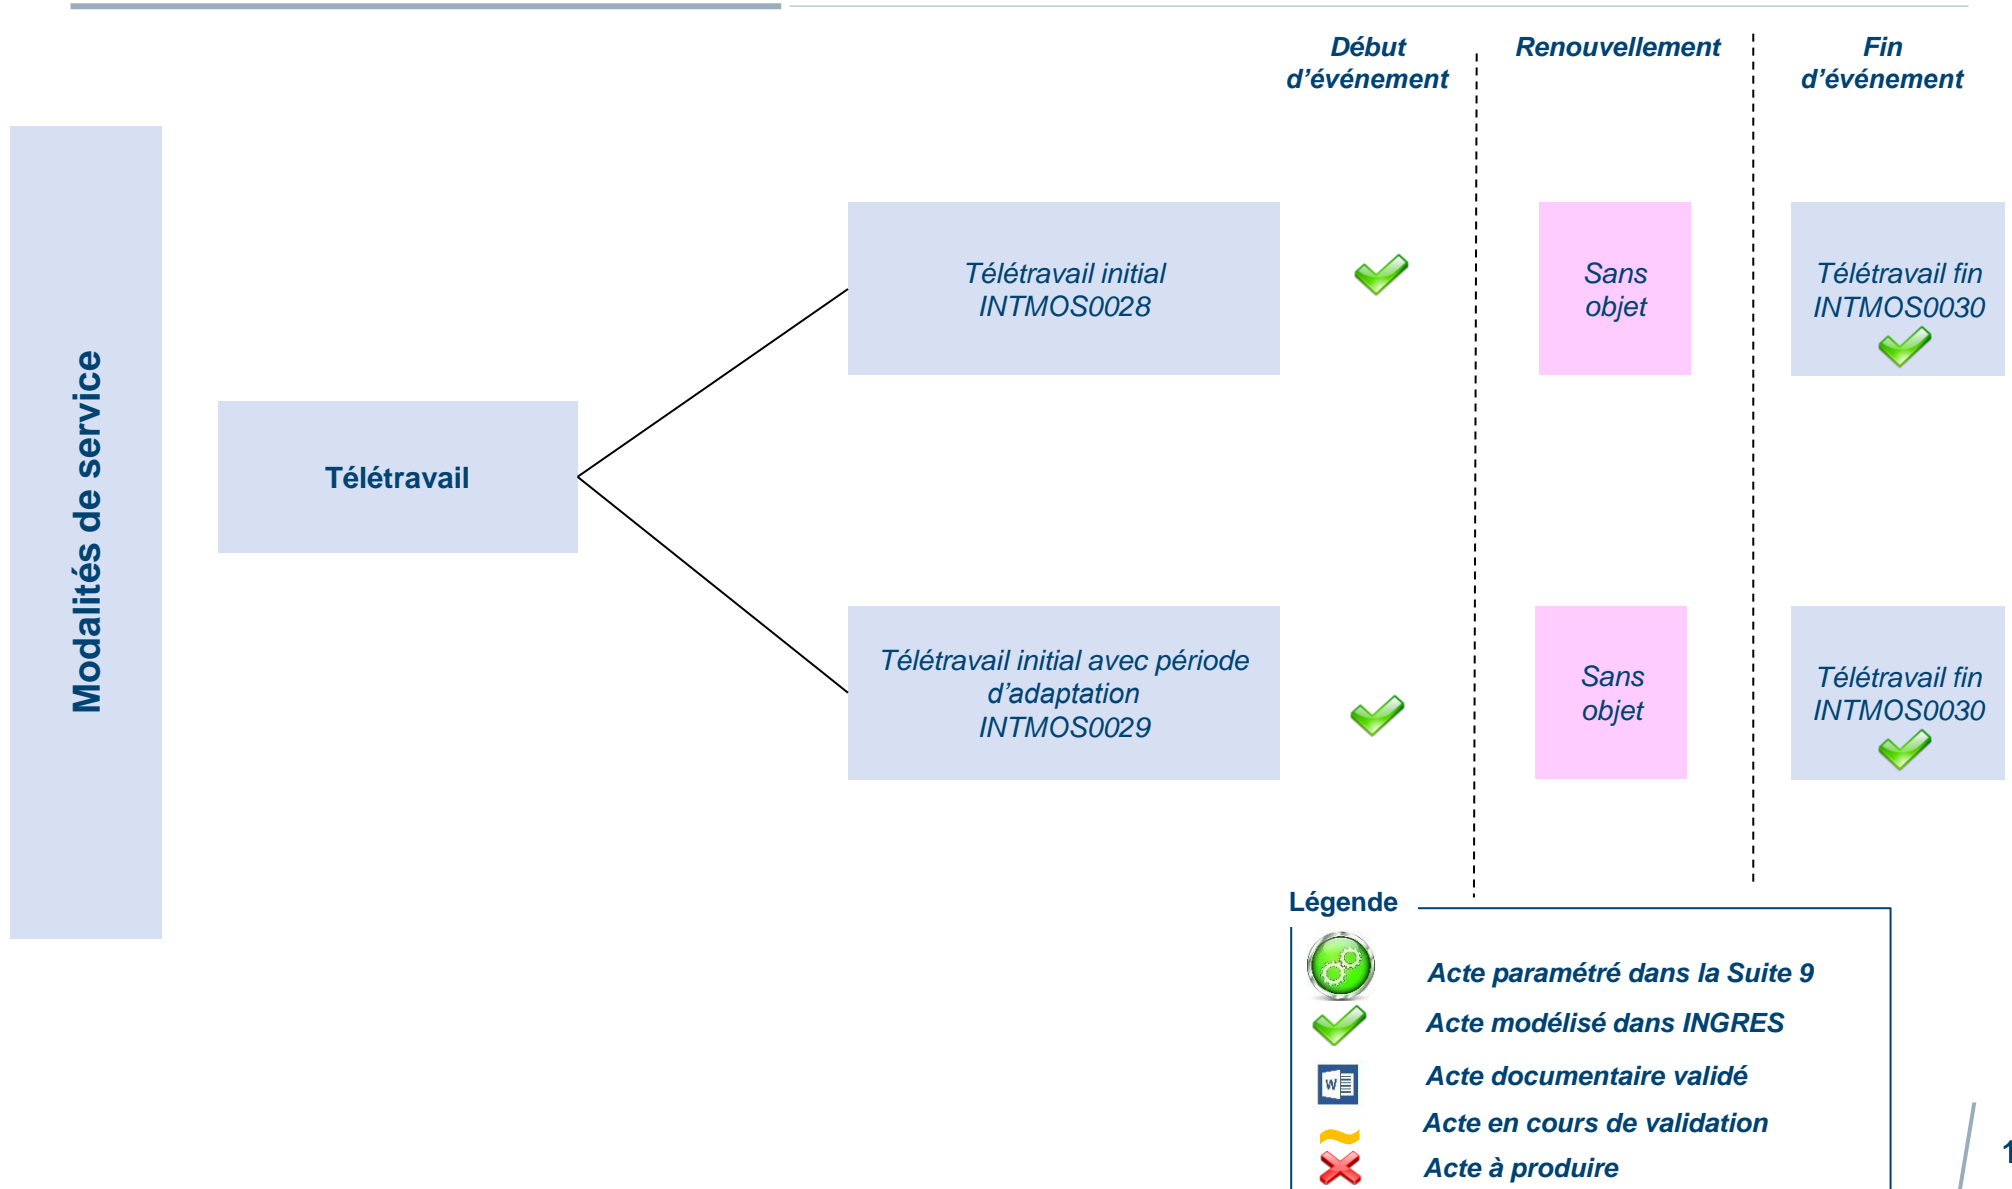 Début
d’événement
Renouvellement
Fin
d’événement
Modalités de service
Télétravail
Télétravail initial
INTMOS0028
Sans
objet
Télétravail fin
INTMOS0030
Télétravail initial avec période
d’adaptation
INTMOS0029
Sans
objet
Télétravail fin
INTMOS0030
Légende
Acte paramétré dans la Suite 9
Acte modélisé dans INGRES
Acte documentaire validé
Acte en cours de validation
Acte à produire
1